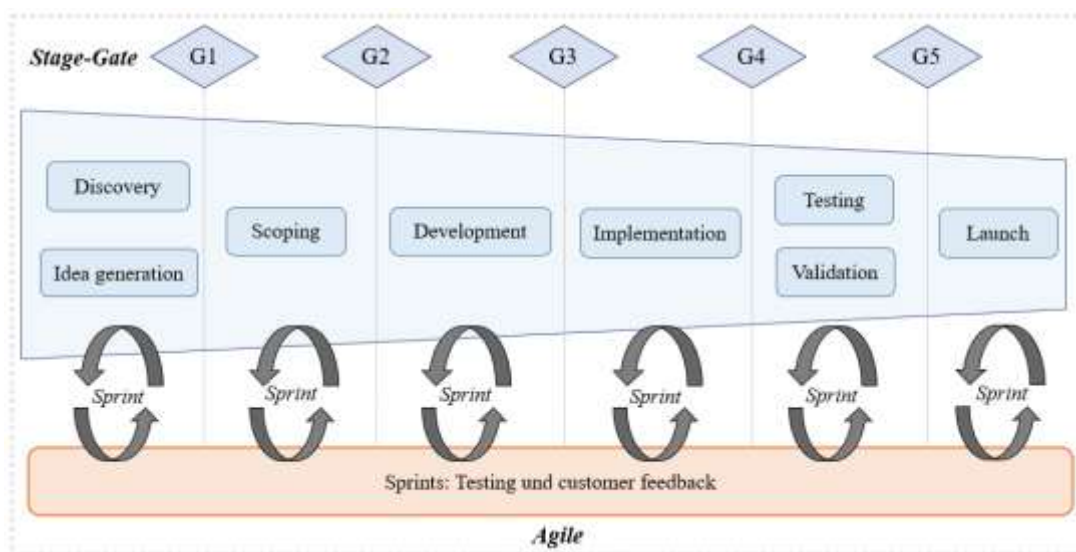 Stage-Gate
G1
G2
G3
G4
G5
Discovery
Idea generation
Scoping
Development
Implementation
Testing
Validation
Launch
Sprint
Sprint
Sprint
Sprint
Sprint
Sprint
Sprints: Testing und customer feedback
Agile